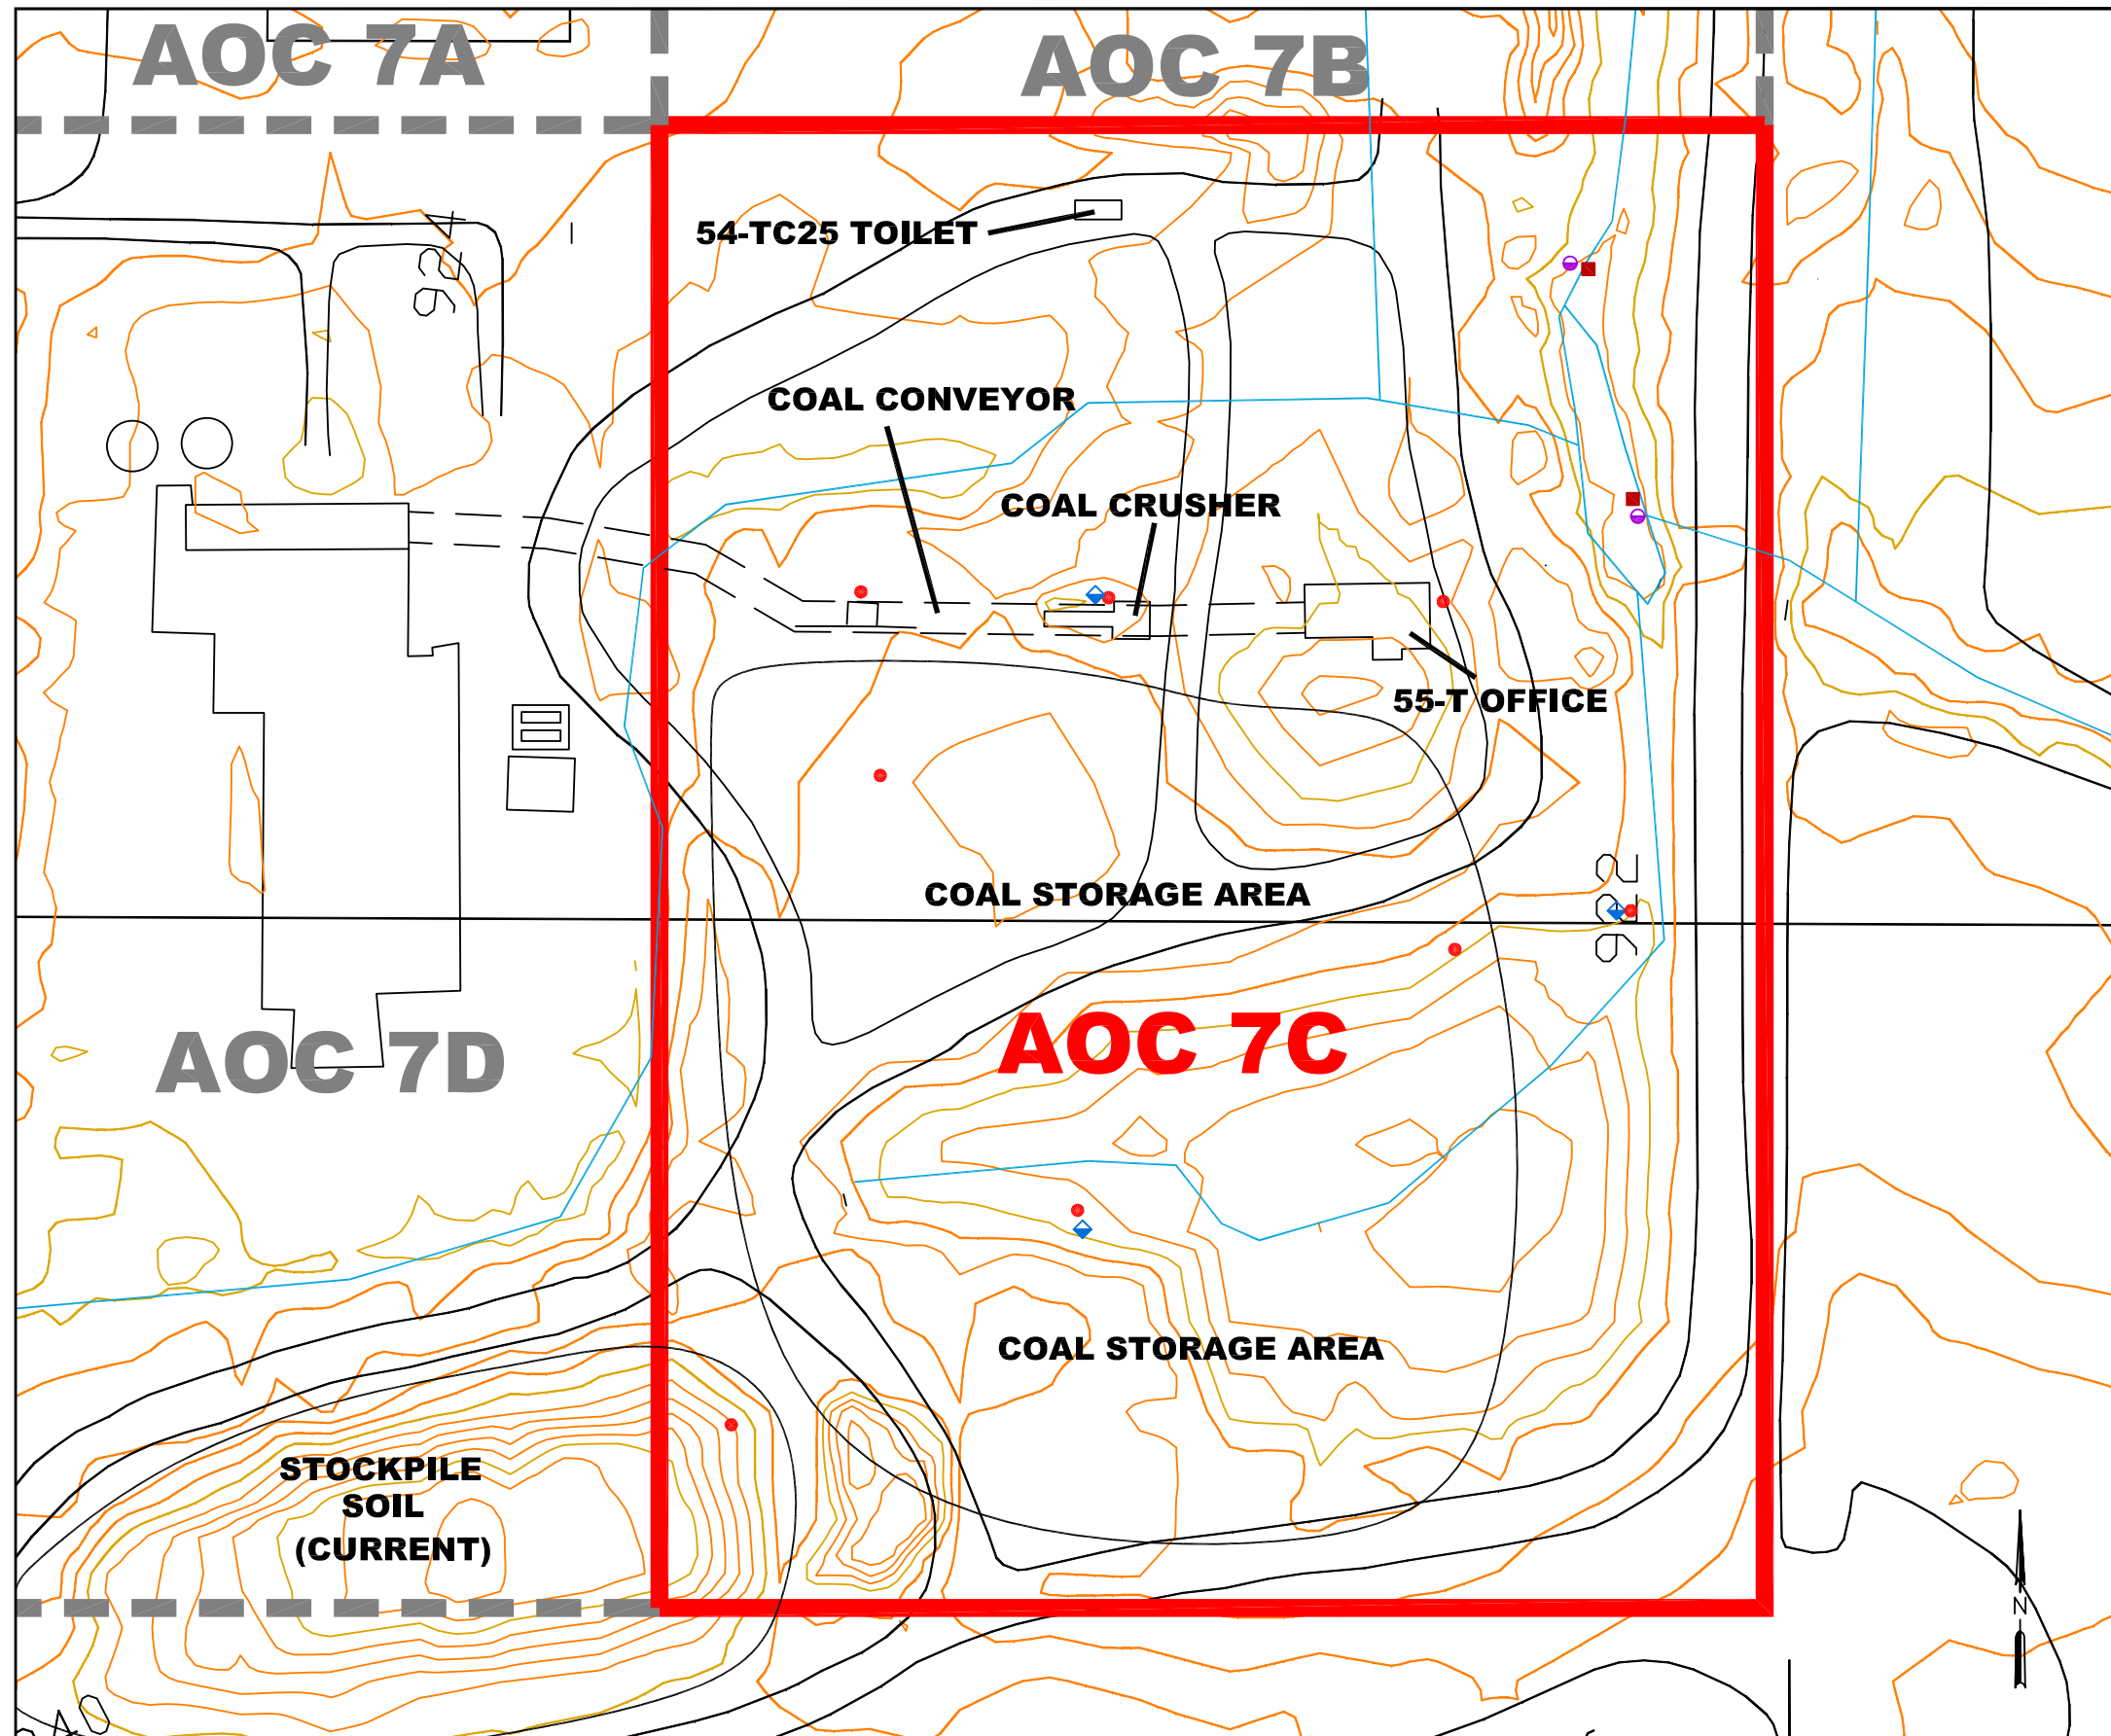 AOC 7A
AOC 7B
54-TC25 TOILET
COAL CONVEYOR
COAL CRUSHER
55-T OFFICE
COAL STORAGE AREA
AOC 7C
AOC 7D
COAL STORAGE AREA
STOCKPILE
SOIL
(CURRENT)
N